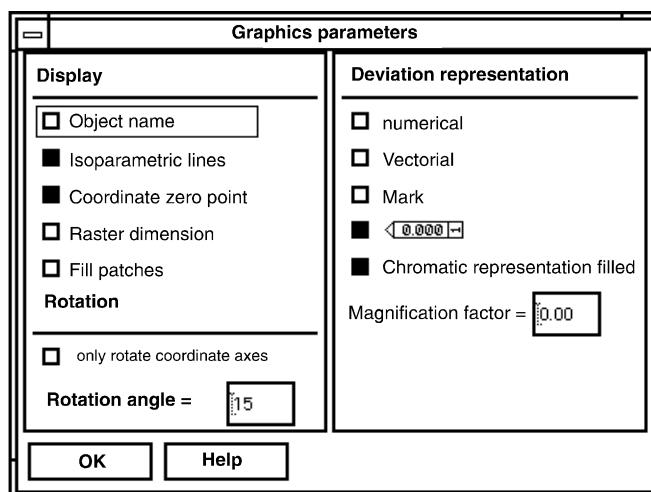 Graphics parameters
Display
Object name
Isoparametric lines
Coordinate zero point
Raster dimension
Fill patches
Rotation
only rotate coordinate axes
Rotation angle = 15
Deviation representation
numerical
Vectorial
Mark
0.000
Chromatic representation filled
Magnification factor = 0.00
OK
Help